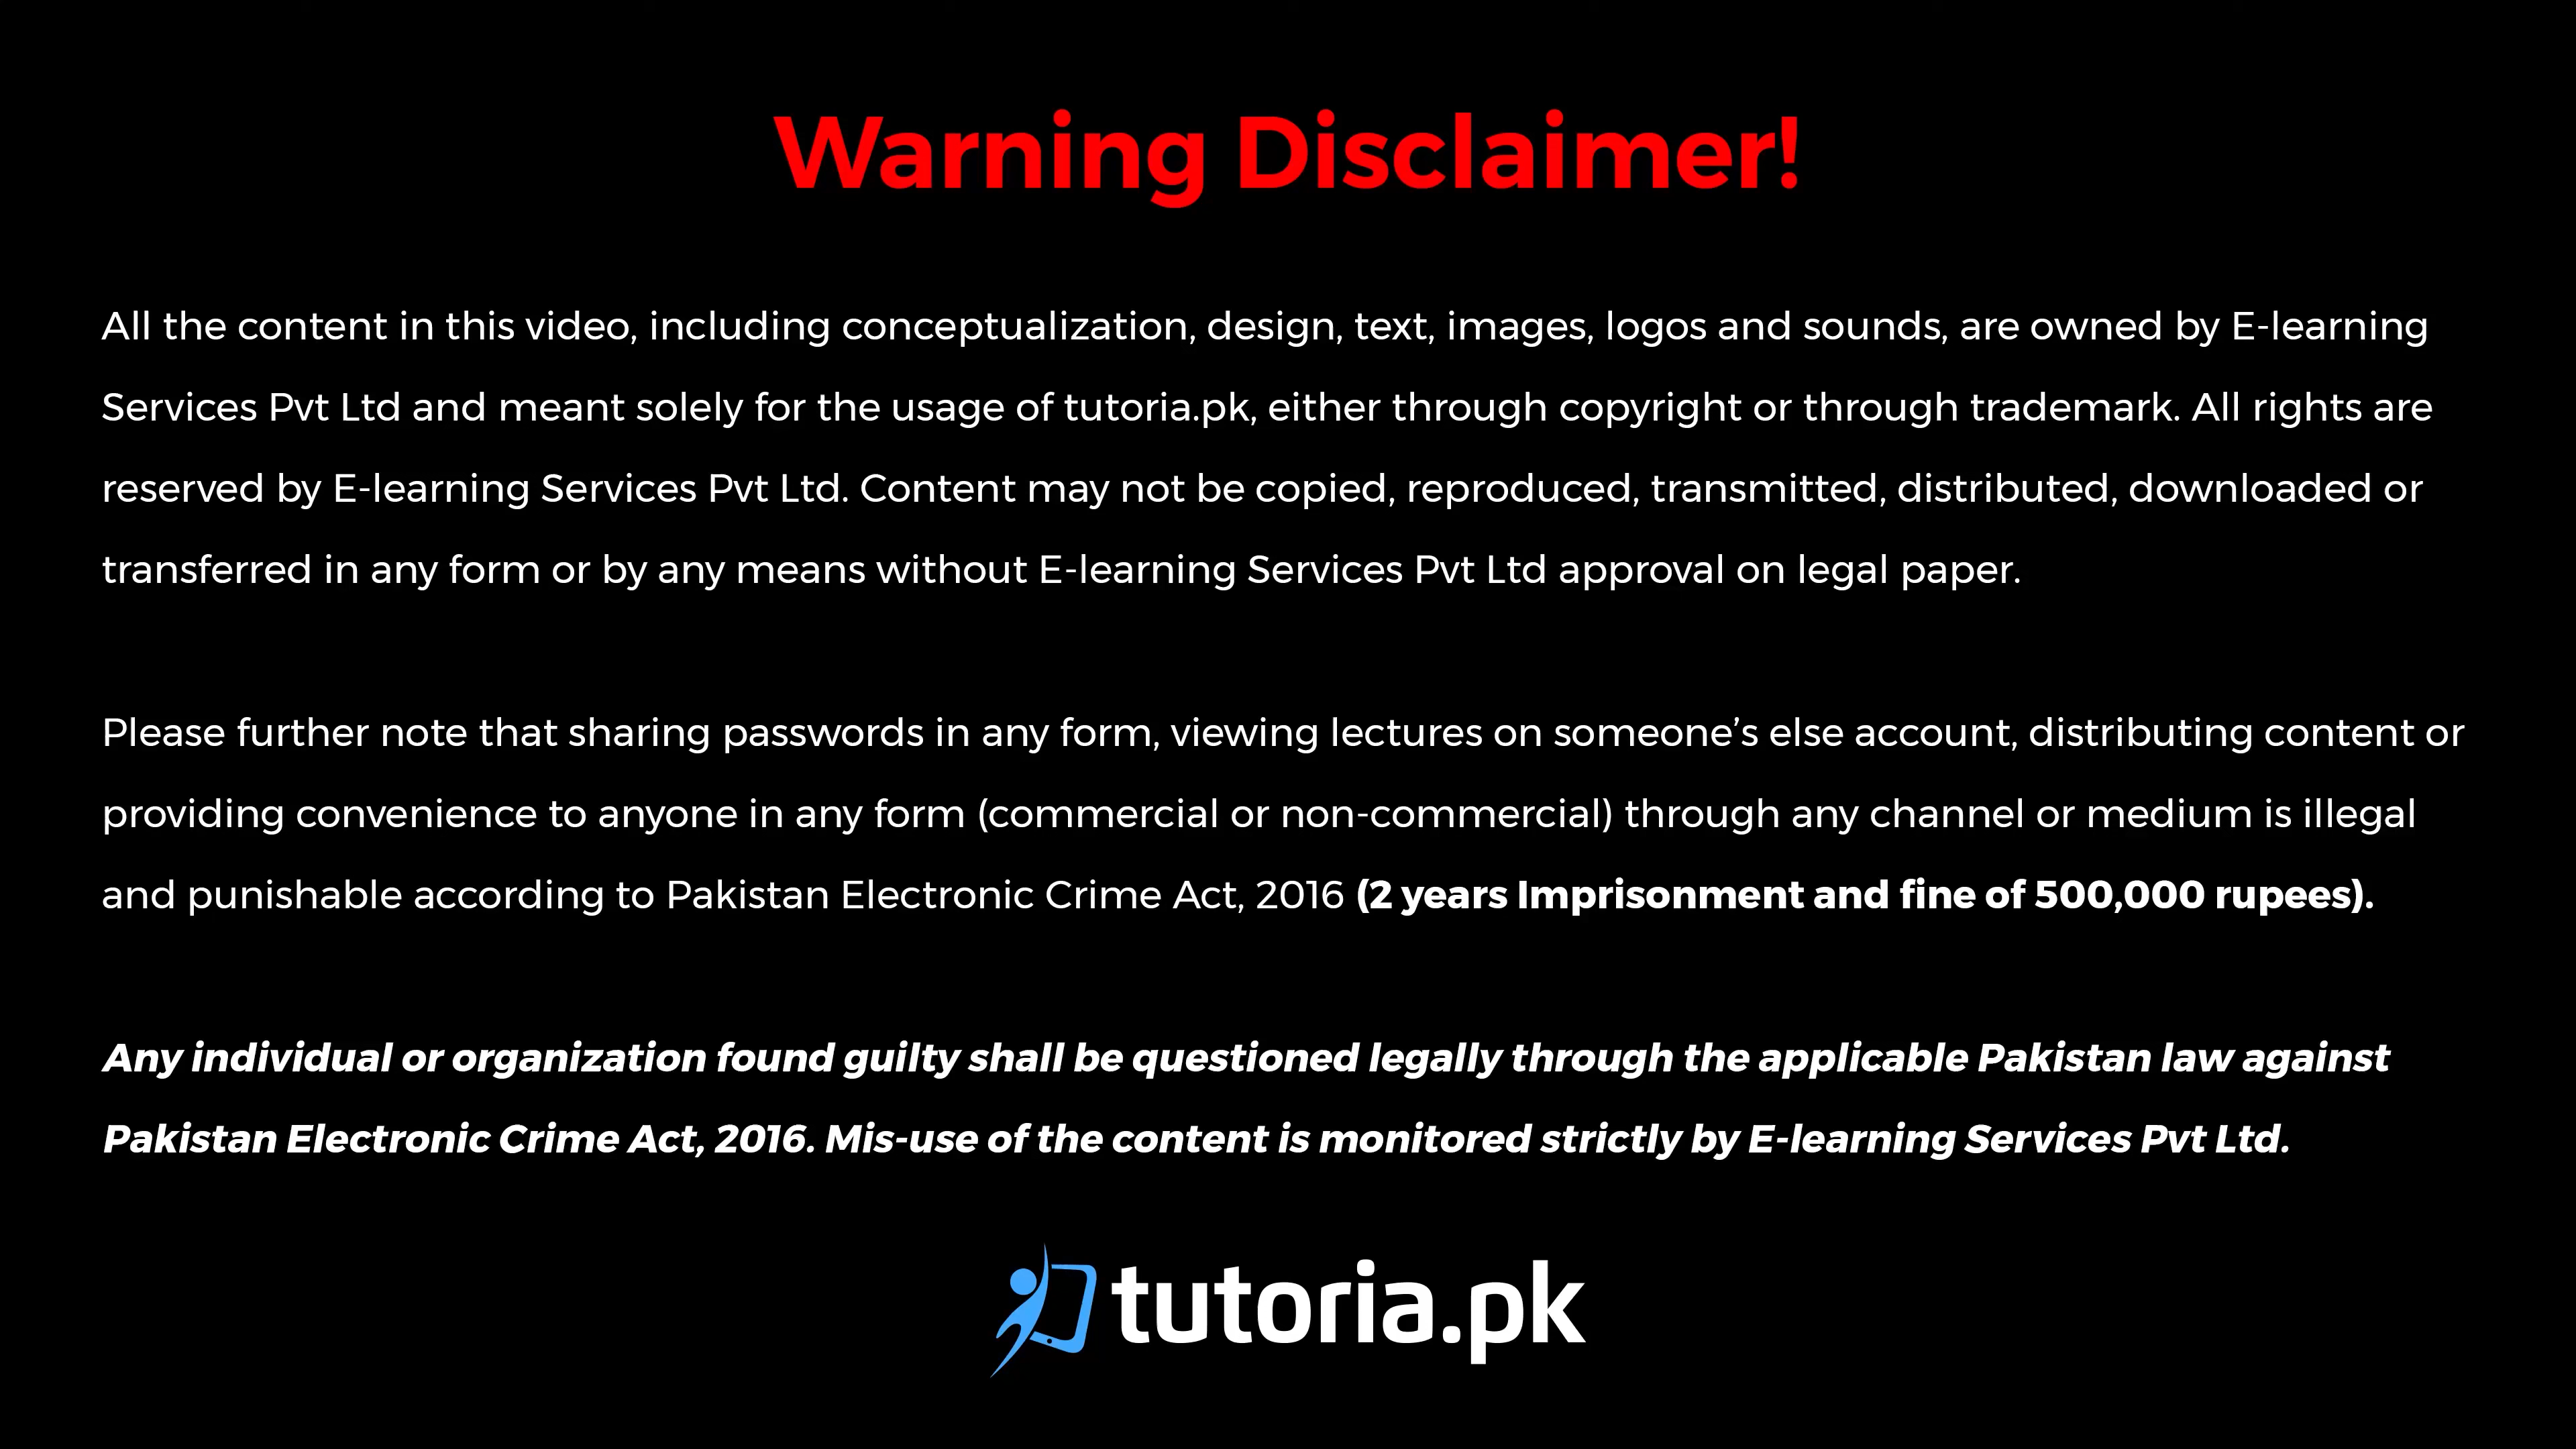 Warning Disclaimer!
All the content in this video, including conceptualization, design, text, images, logos and sounds, are owned by E-learning
Services Pvt Ltd and meant solely for the usage of tutoria.pk, either through copyright or through trademark. All rights are
reserved by E-learning Services Pvt Ltd. Content may not be copied, reproduced, transmitted, distributed, downloaded or
transferred in any form or by any means without E-learning Services Pvt Ltd approval on legal paper.
Please further note that sharing passwords in any form, viewing lectures on someone’s else account, distributing content or
providing convenience to anyone in any form (commercial or non-commercial) through any channel or medium is illegal
and punishable according to Pakistan Electronic Crime Act, 2016 (2 years Imprisonment and fine of 500,000 rupees).
Any individual or organization found guilty shall be questioned legally through the applicable Pakistan law against
Pakistan Electronic Crime Act, 2016. Mis-use of the content is monitored strictly by E-learning Services Pvt Ltd.
tutoria.pk